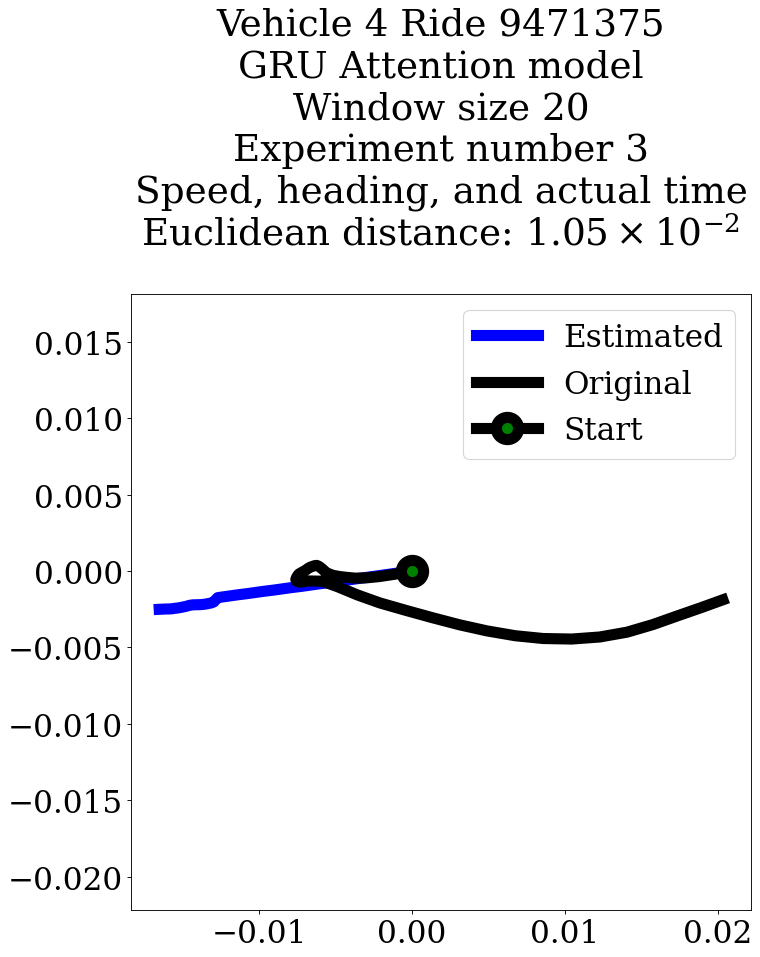 Vehicle 4 Ride 9471375
GRU Attention model
Window size 20
Experiment number 3
Speed, heading, and actual time
Euclidean distance: 1.05 × 10⁻²
Estimated
Original
Start
0.015
0.010
0.005
0.000
−0.005
−0.010
−0.015
−0.020
−0.01 0.00 0.01 0.02